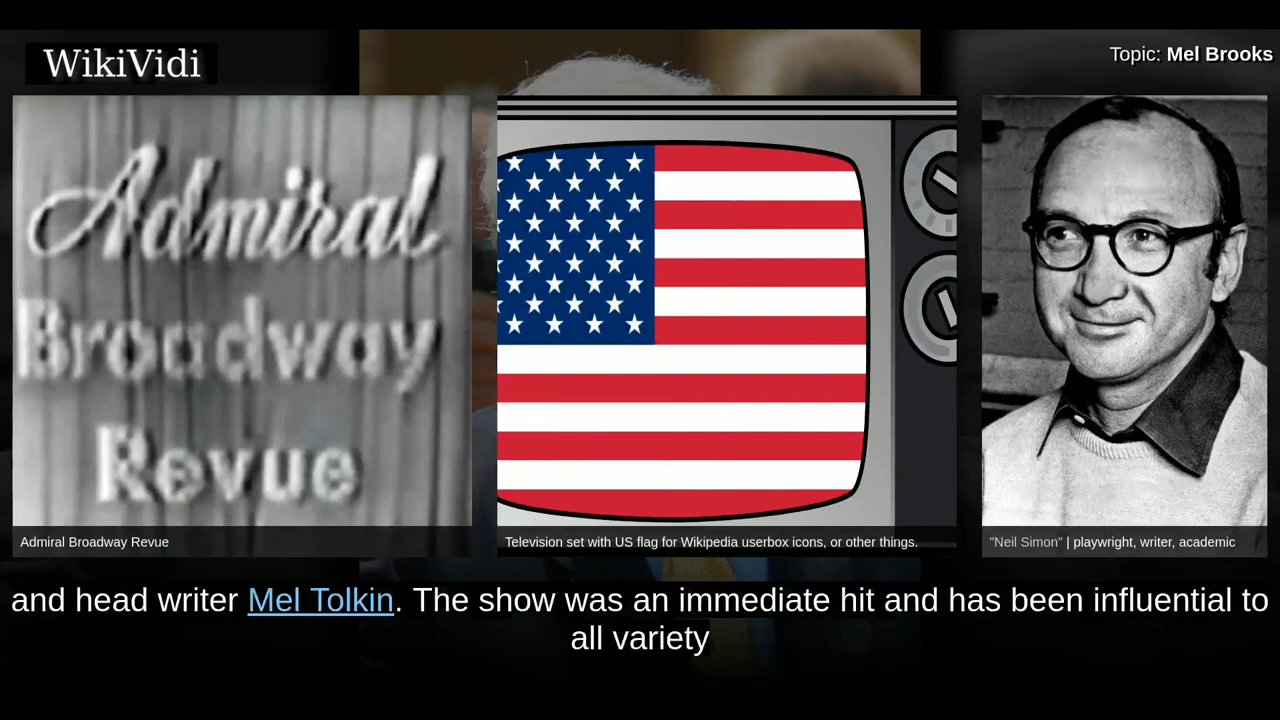 WikiVidi
Topic: Mel Brooks
Admiral
Broadway
Revue
Admiral Broadway Revue
Television set with US flag for Wikipedia userbox icons, or other things.
"Neil Simon" | playwright, writer, academic
and head writer Mel Tolkin. The show was an immediate hit and has been influential to
all variety